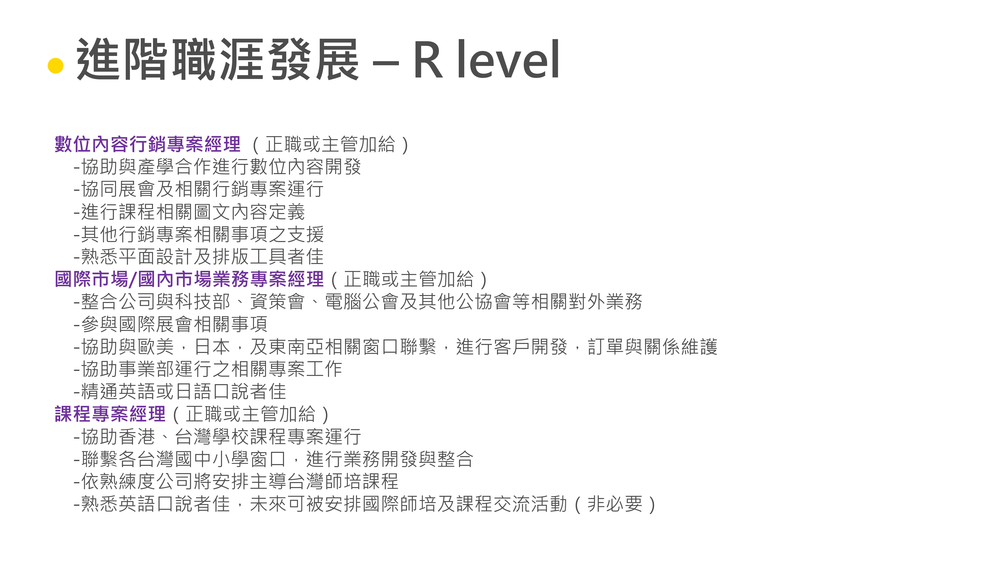 進階職涯發展 – R level
數位內容行銷專案經理 (正職或主管加給)
-協助與產學合作進行數位內容開發
-協同展會及相關行銷專案運行
-進行課程相關圖文內容定義
-其他行銷專案相關事項之支援
-熟悉平面設計及排版工具者佳
國際市場/國內市場業務專案經理(正職或主管加給)
-整合公司與科技部、資策會、電腦公會及其他公協會等相關對外業務
-參與國際展會相關事項
-協助與歐美，日本，及東南亞相關窗口聯繫，進行客戶開發，訂單與關係維護
-協助事業部運行之相關專案工作
-精通英語或日語口說者佳
課程專案經理(正職或主管加給)
-協助香港、台灣學校課程專案運行
-聯繫各台灣國中小學窗口，進行業務開發與整合
-依熟練度公司將安排主導台灣師培課程
-熟悉英語口說者佳，未來可被安排國際師培及課程交流活動(非必要)